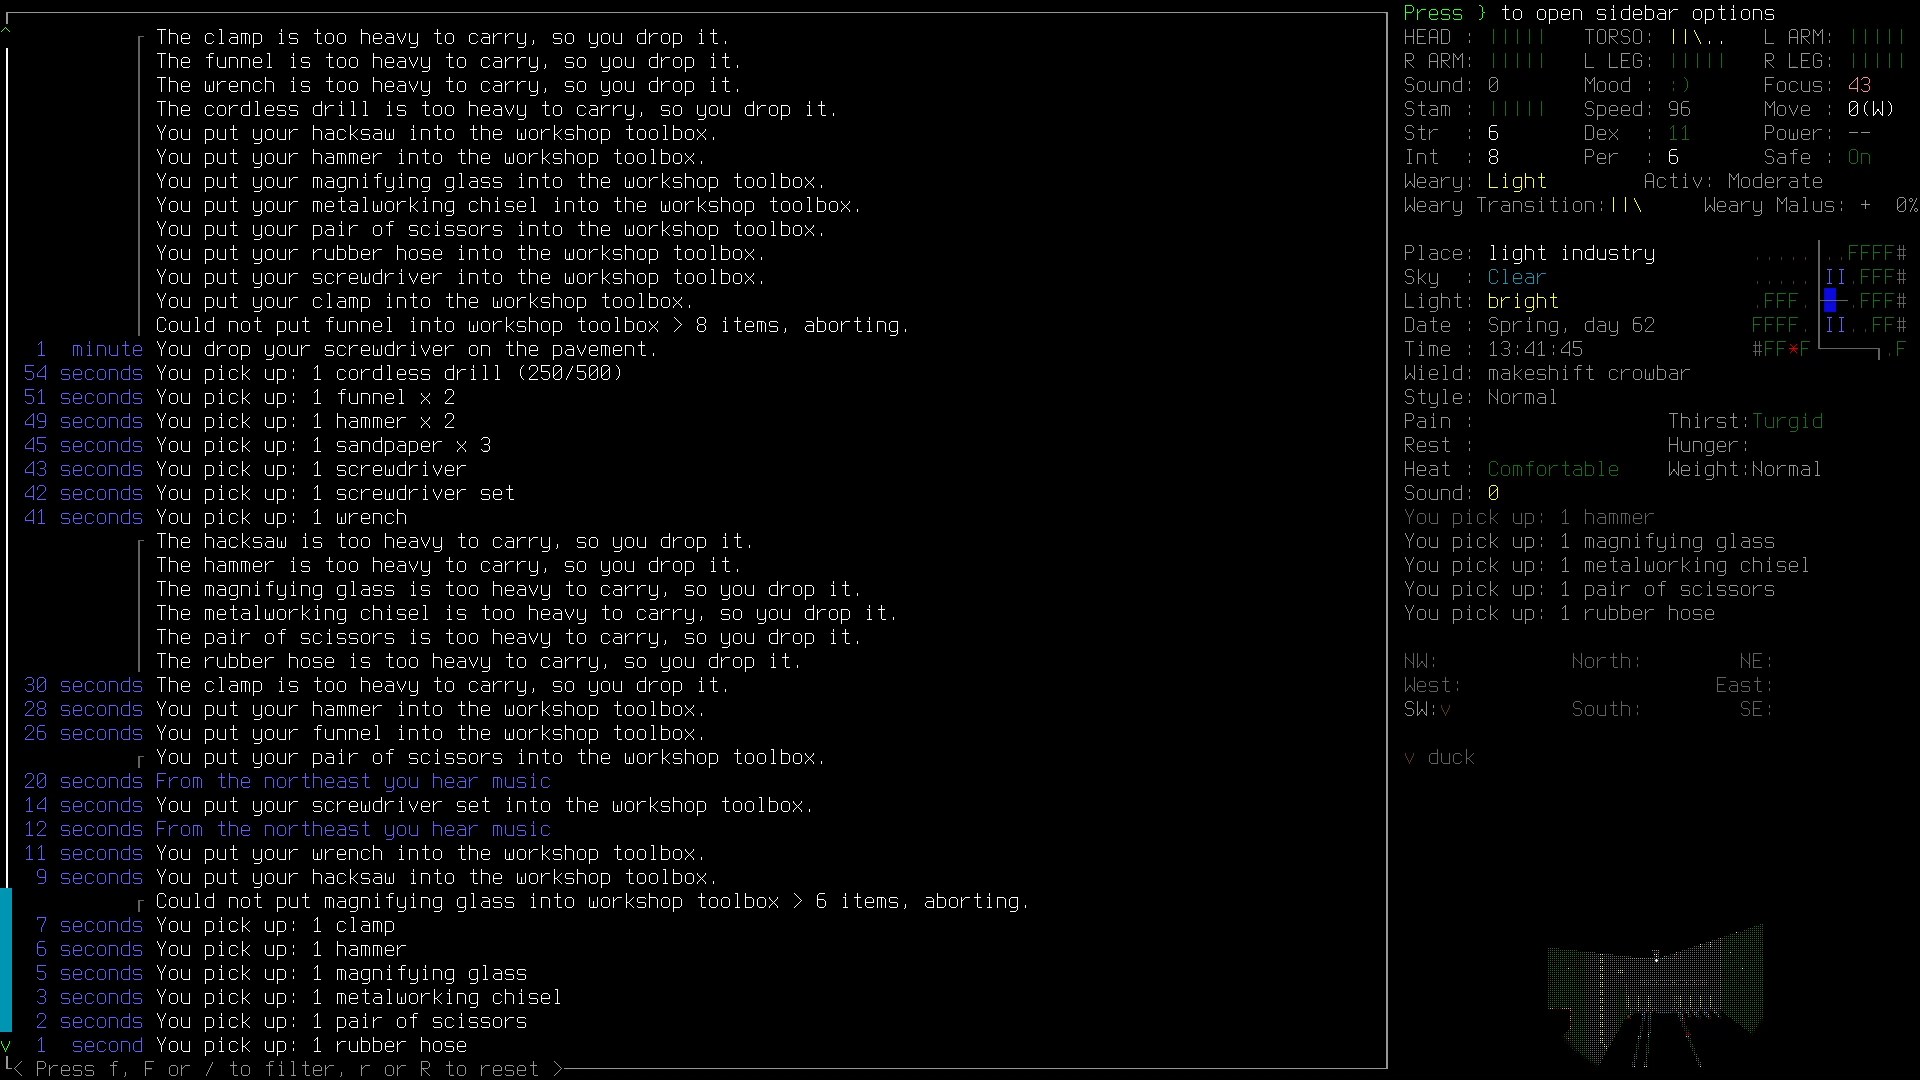 The clamp is too heavy to carry, so you drop it.
The funnel is too heavy to carry, so you drop it.
The wrench is too heavy to carry, so you drop it.
The cordless drill is too heavy to carry, so you drop it.
You put your hacksaw into the workshop toolbox.
You put your hammer into the workshop toolbox.
You put your magnifying glass into the workshop toolbox.
You put your metalworking chisel into the workshop toolbox.
You put your pair of scissors into the workshop toolbox.
You put your rubber hose into the workshop toolbox.
You put your screwdriver into the workshop toolbox.
You put your clamp into the workshop toolbox.
Could not put funnel into workshop toolbox > 8 items, aborting.
1 minute You drop your screwdriver on the pavement.
54 seconds You pick up: 1 cordless drill (250/500)
51 seconds You pick up: 1 funnel x 2
49 seconds You pick up: 1 hammer x 2
45 seconds You pick up: 1 sandpaper x 3
43 seconds You pick up: 1 screwdriver
42 seconds You pick up: 1 screwdriver set
41 seconds You pick up: 1 wrench
The hacksaw is too heavy to carry, so you drop it.
The hammer is too heavy to carry, so you drop it.
The magnifying glass is too heavy to carry, so you drop it.
The metalworking chisel is too heavy to carry, so you drop it.
The pair of scissors is too heavy to carry, so you drop it.
The rubber hose is too heavy to carry, so you drop it.
30 seconds The clamp is too heavy to carry, so you drop it.
28 seconds You put your hammer into the workshop toolbox.
26 seconds You put your funnel into the workshop toolbox.
You put your pair of scissors into the workshop toolbox.
20 seconds From the northeast you hear music
14 seconds You put your screwdriver set into the workshop toolbox.
12 seconds From the northeast you hear music
11 seconds You put your wrench into the workshop toolbox.
9 seconds You put your hacksaw into the workshop toolbox.
Could not put magnifying glass into workshop toolbox > 6 items, aborting.
7 seconds You pick up: 1 clamp
6 seconds You pick up: 1 hammer
5 seconds You pick up: 1 magnifying glass
3 seconds You pick up: 1 metalworking chisel
2 seconds You pick up: 1 pair of scissors
1 second You pick up: 1 rubber hose
< Press f, F or / to filter, r or R to reset >
Press } to open sidebar options
HEAD : ||||| TORSO: ||\.. L ARM: |||||
R ARM: ||||| L LEG: ||||| R LEG: |||||
Sound: 0 Mood : :) Focus: 43
Stam : ||||| Speed: 96 Move : 0(W)
Str : 6 Dex : 11 Power: --
Int : 8 Per : 6 Safe : On
Weary: Light Activ: Moderate
Weary Transition:||\ Weary Malus: + 0%
Place: light industry .....│..FFFF#
Sky : Clear .....│II.FFF#
Light: bright .FFF. .FFF#
Date : Spring, day 62 FFFF.│II..FF#
Time : 13:41:45 #FF*F .F
Wield: makeshift crowbar
Style: Normal
Pain : Thirst:Turgid
Rest : Hunger:
Heat : Comfortable Weight:Normal
Sound: 0
You pick up: 1 hammer
You pick up: 1 magnifying glass
You pick up: 1 metalworking chisel
You pick up: 1 pair of scissors
You pick up: 1 rubber hose
NW: North: NE:
West: East:
SW:v South: SE:
v duck